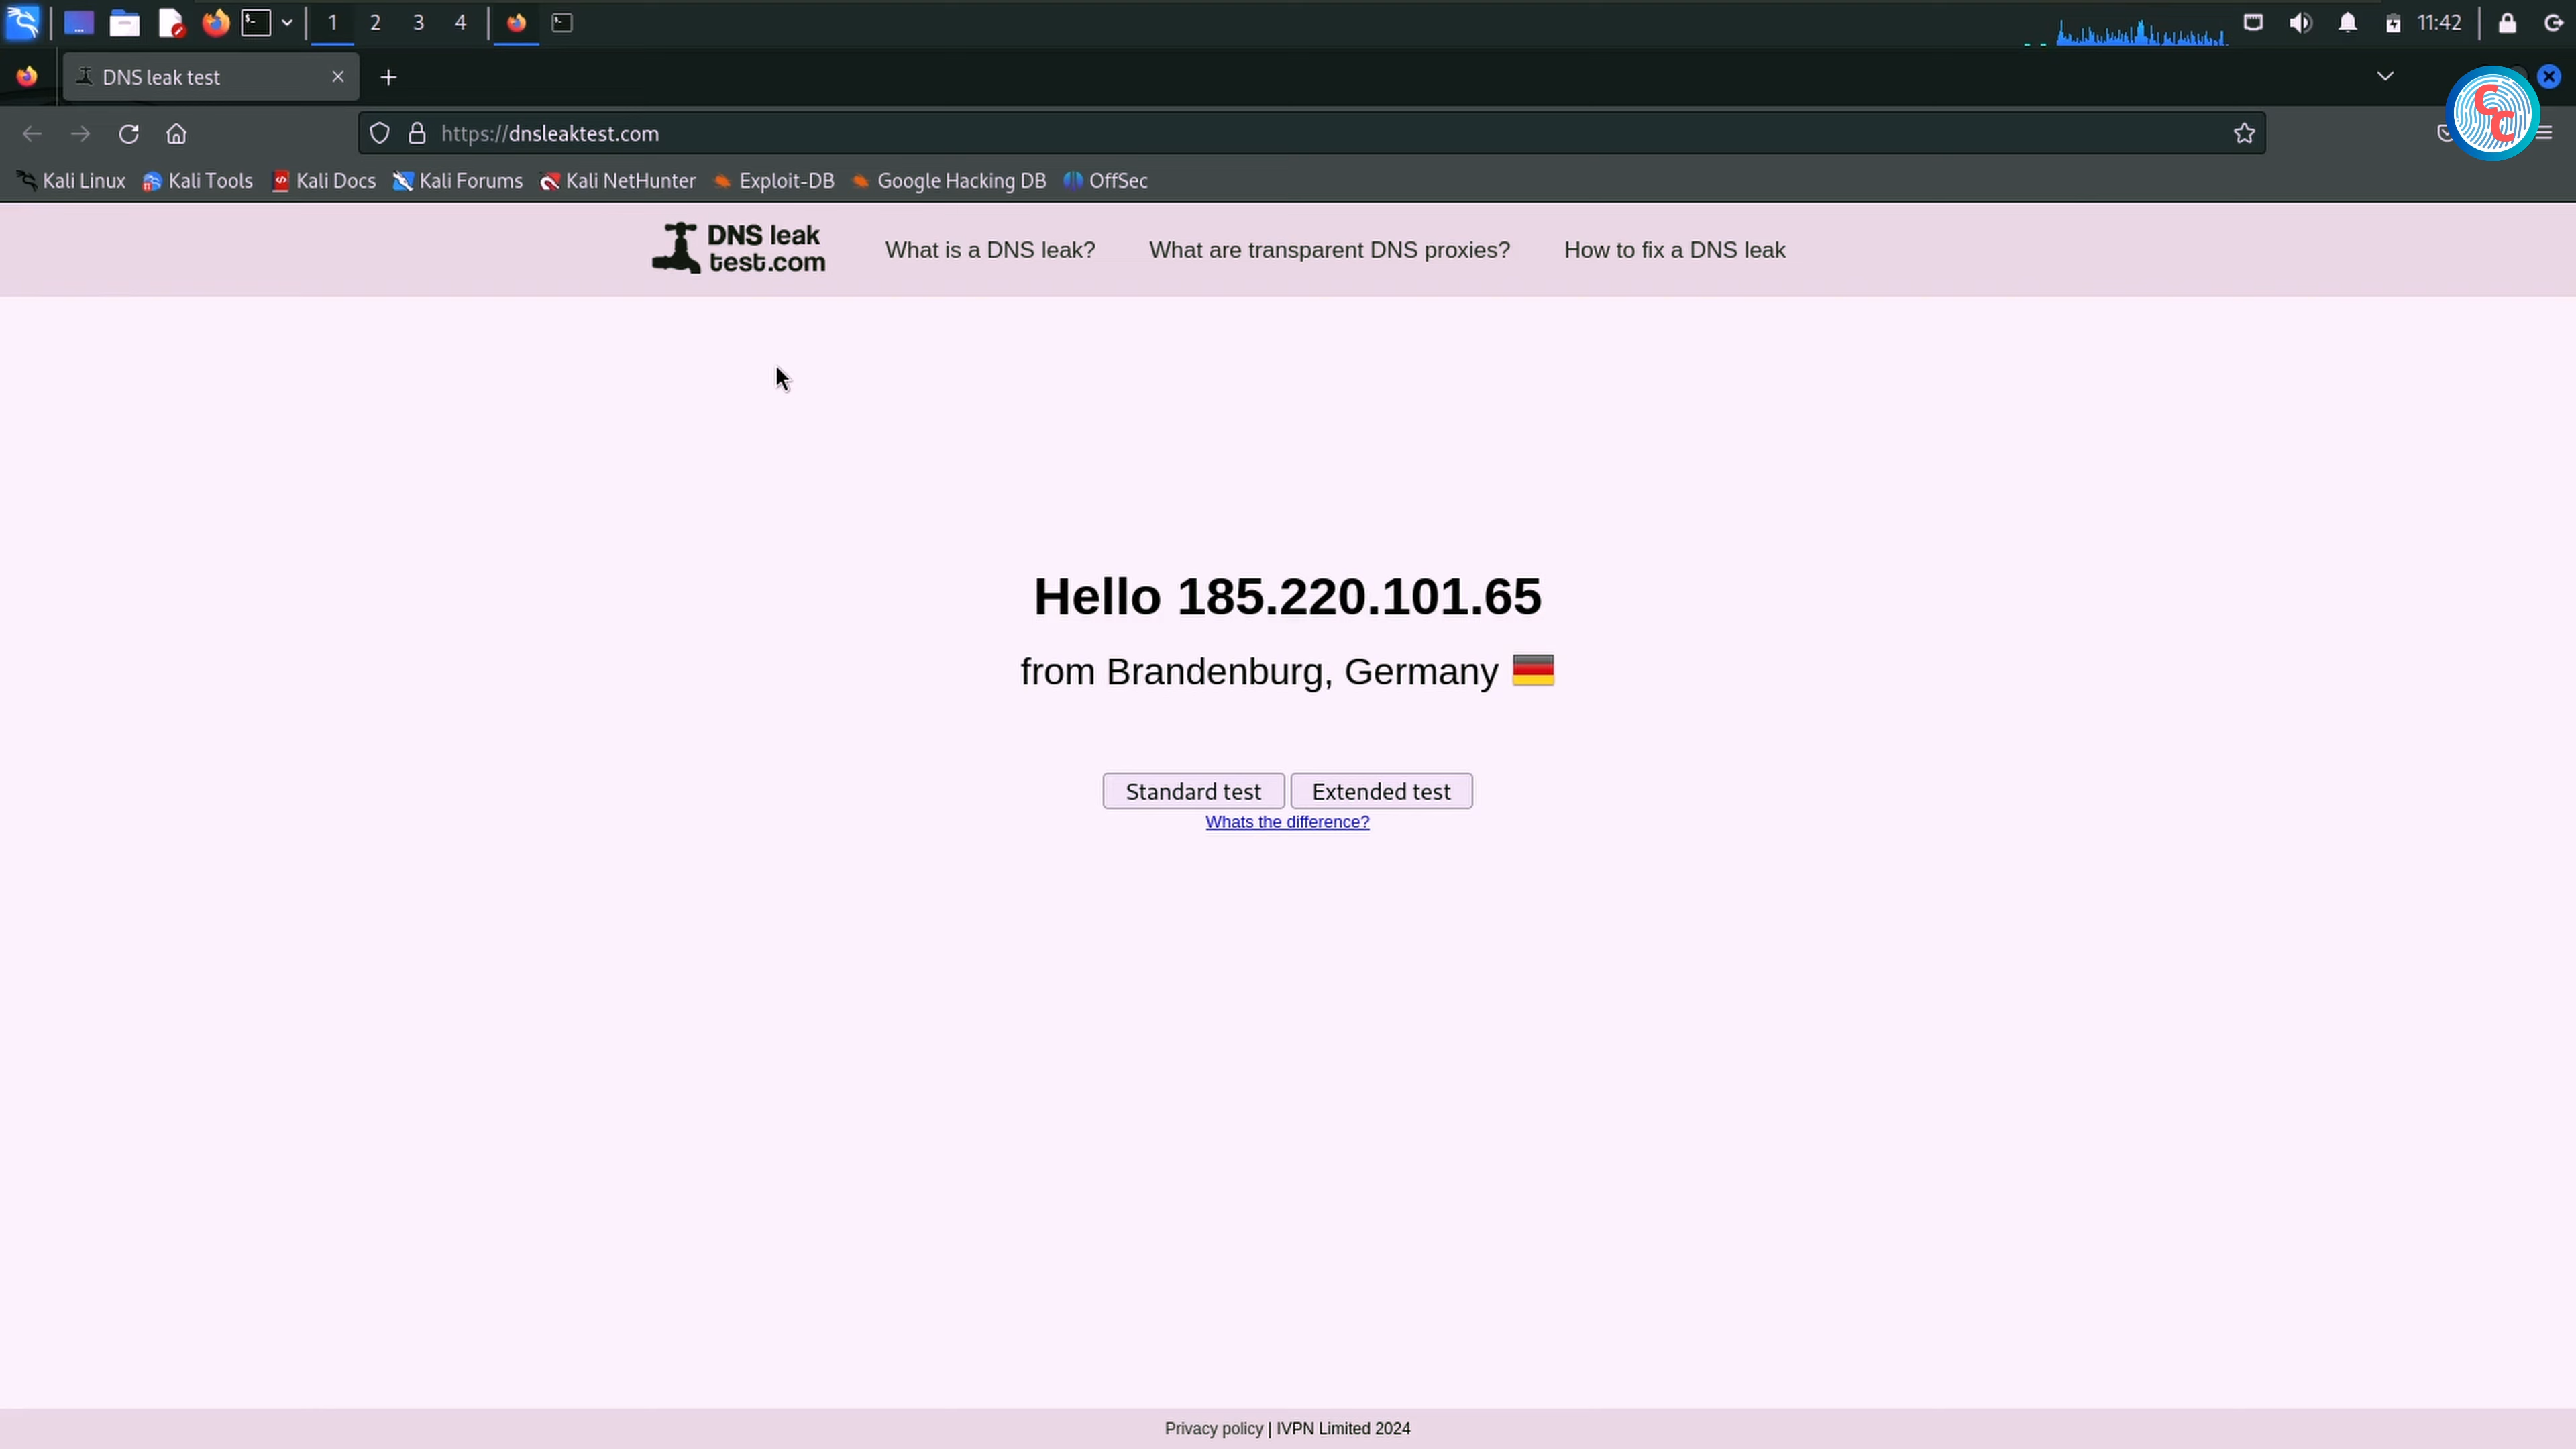 1 2 3 4 11:42
DNS leak test
https://dnsleaktest.com
Kali Linux Kali Tools Kali Docs Kali Forums Kali NetHunter Exploit-DB Google Hacking DB OffSec
DNS leak
test.com
What is a DNS leak? What are transparent DNS proxies? How to fix a DNS leak
Hello 185.220.101.65
from Brandenburg, Germany
Standard test Extended test
Whats the difference?
Privacy policy | IVPN Limited 2024